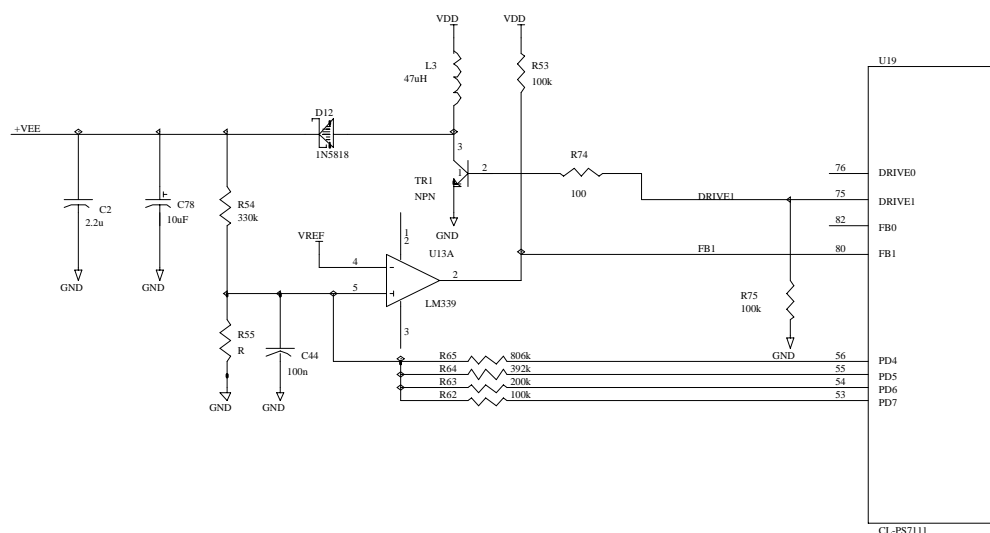 VDD
VDD
L3
47uH
R53
100k
U19
+VEE
D12
1N5818
3
1
2
TR1
NPN
GND
R74
100
DRIVE1
76
DRIVE0
75
DRIVE1
82
FB0
80
FB1
C2
2.2u
GND
C78
10uF
GND
R54
330k
VREF
1
2
U13A
4
5
2
LM339
3
FB1
R75
100k
GND
R55
R
GND
C44
100n
GND
R65
806k
56
PD4
R64
392k
55
PD5
R63
200k
54
PD6
R62
100k
53
PD7
CL-PS7111